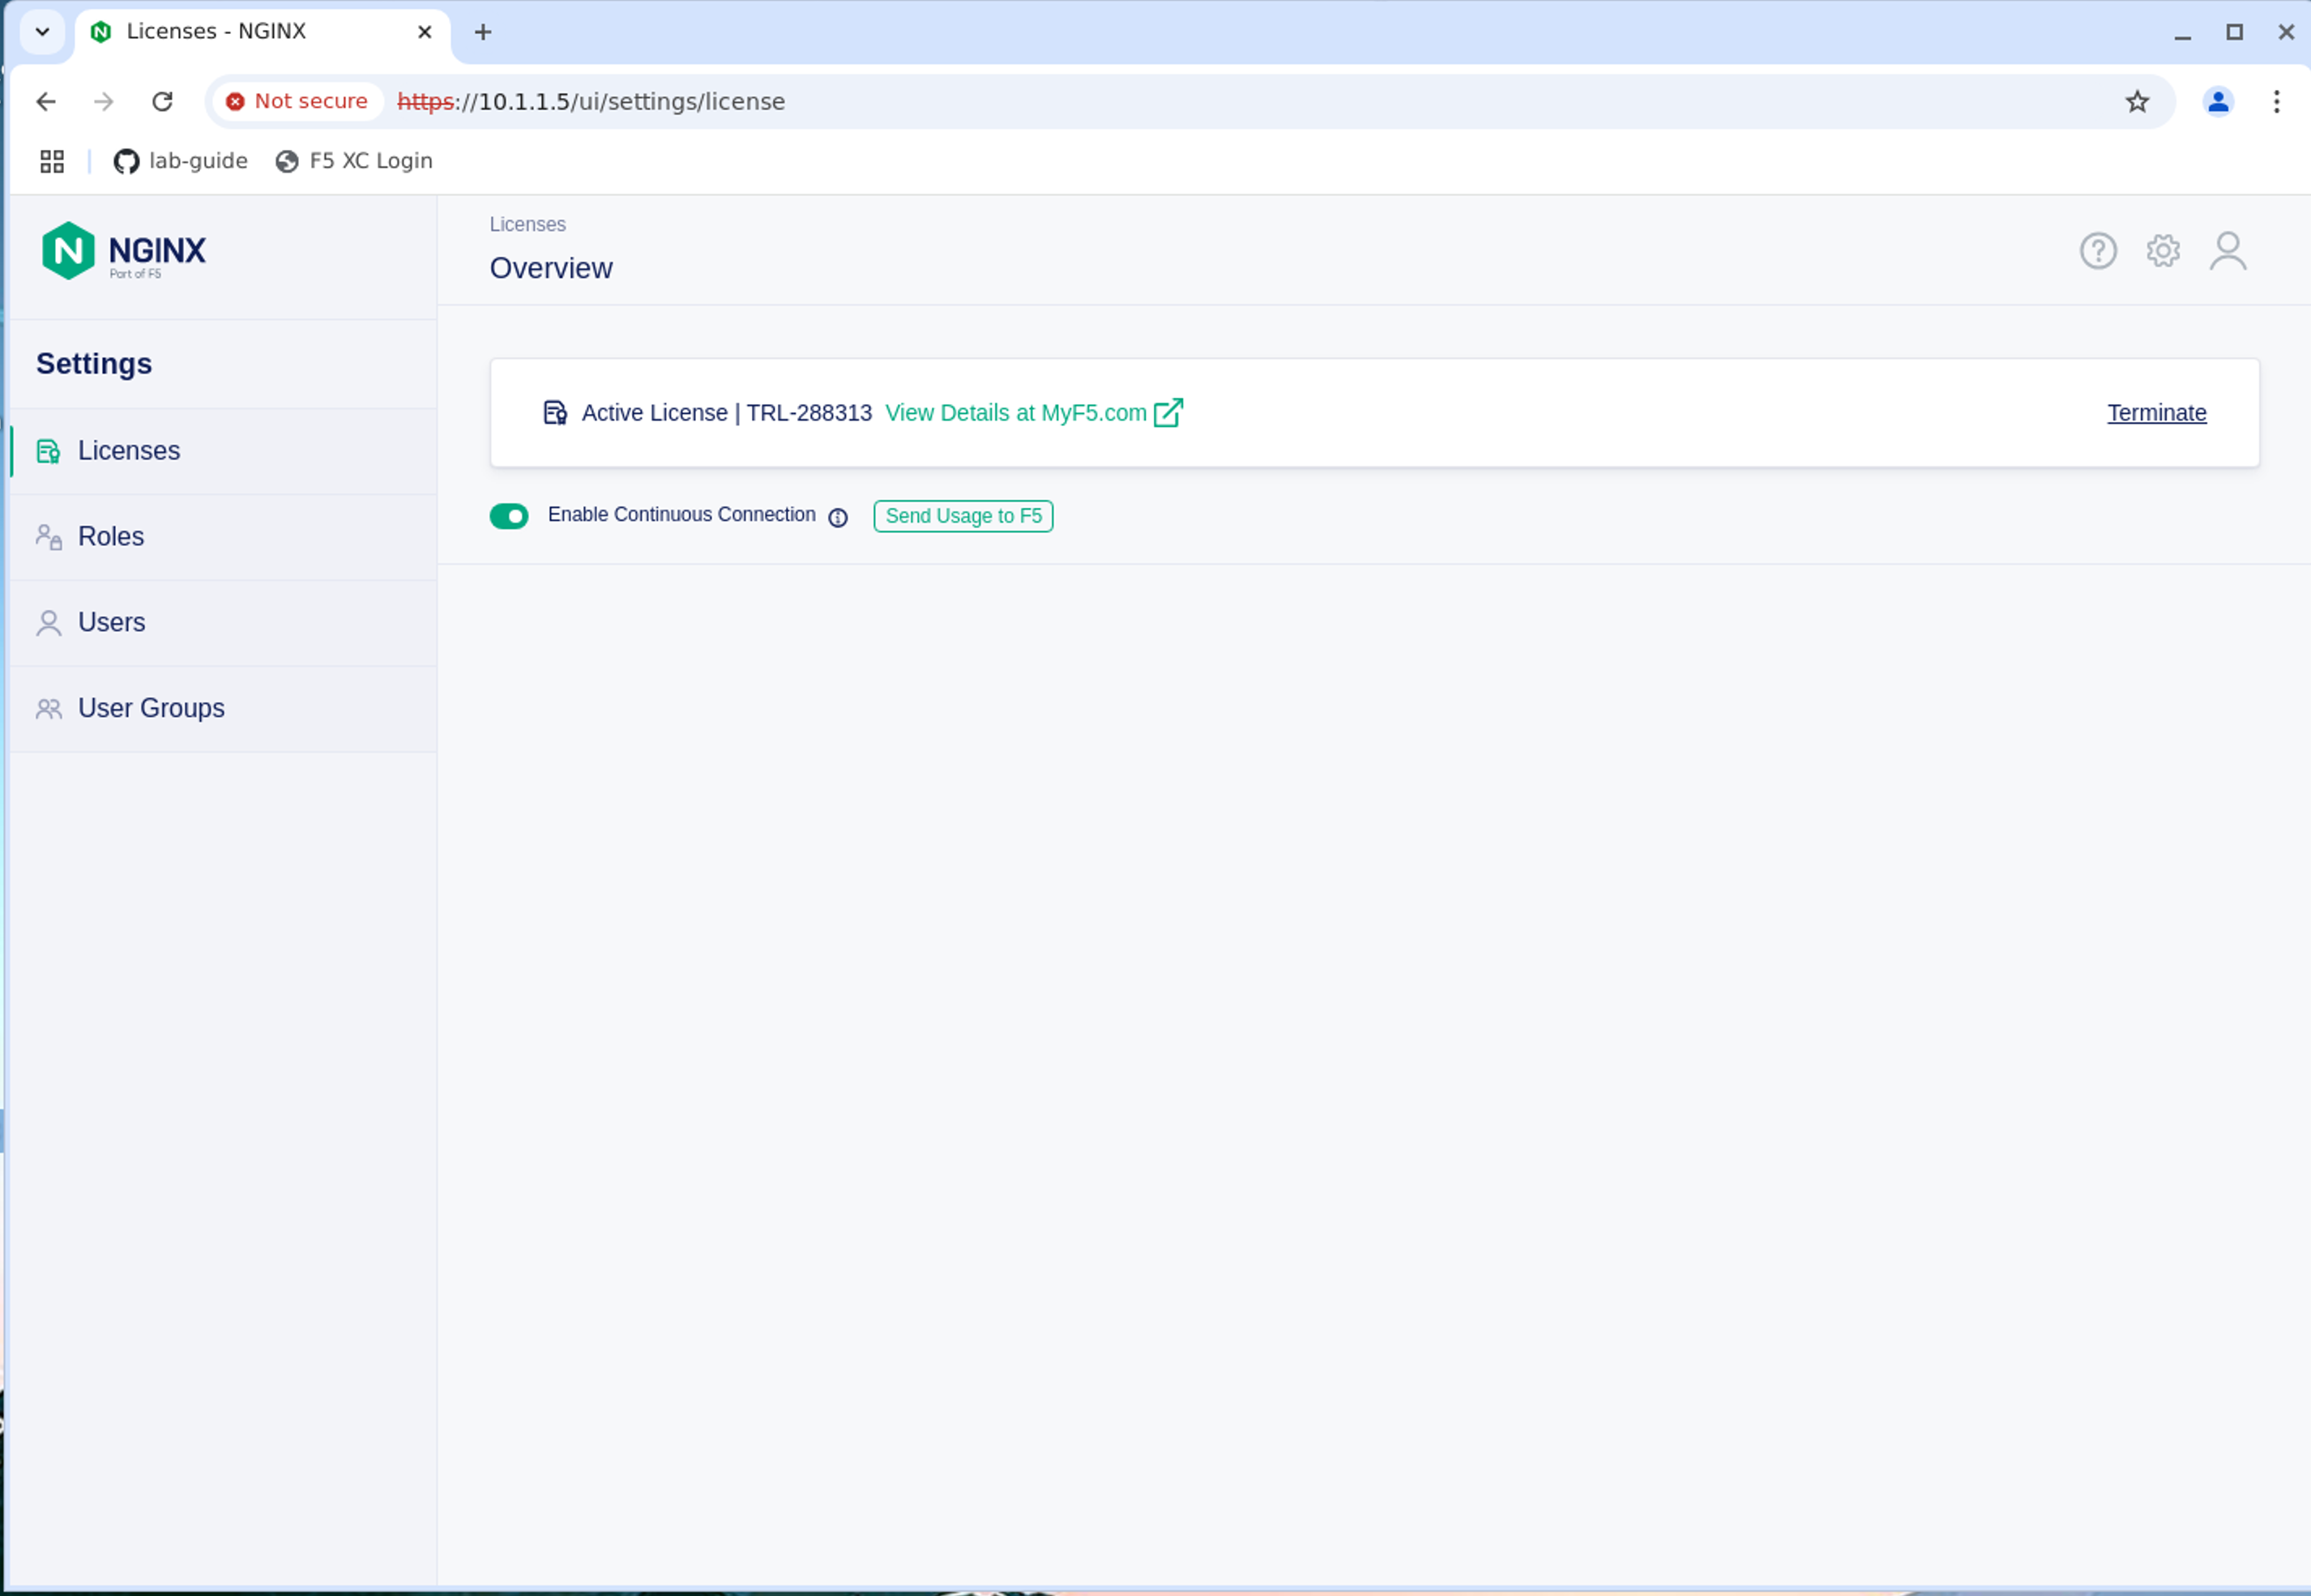 Licenses - NGINX
Not secure https://10.1.1.5/ui/settings/license
lab-guide F5 XC Login
NGINX
Part of F5
Settings
Licenses
Roles
Users
User Groups
Licenses
Overview
Active License | TRL-288313 View Details at MyF5.com Terminate
Enable Continuous Connection Send Usage to F5